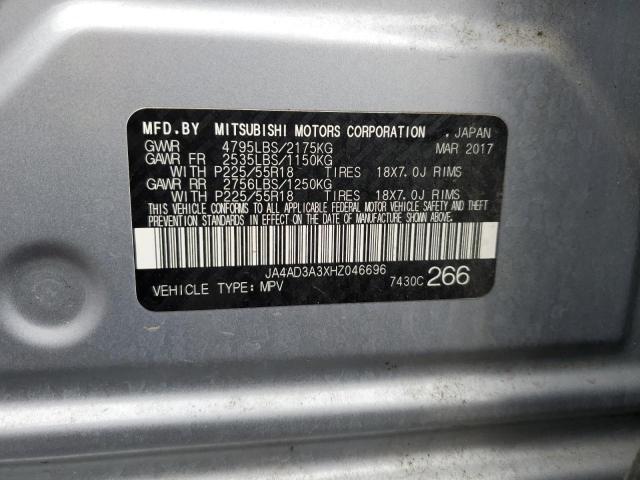 MFD.BY MITSUBISHI MOTORS CORPORATION , JAPAN
GVWR 4795LBS/2175KG MAR 2017
GAWR FR 2535LBS/1150KG
WITH P225/55R18 TIRES 18X7.0J RIMS
GAWR RR 2756LBS/1250KG
WITH P225/55R18 TIRES 18X7.0J RIMS
THIS VEHICLE CONFORMS TO ALL APPLICABLE FEDERAL MOTOR VEHICLE SAFETY, BUMPER, AND THEFT
PREVENTION STANDARDS IN EFFECT ON THE DATE OF MANUFACTURE SHOWN ABOVE.
JA4AD3A3XHZ046696
VEHICLE TYPE: MPV 7430C 266